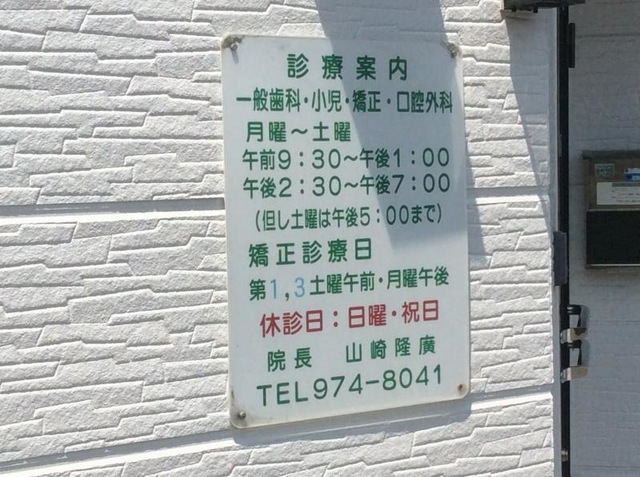 診療案内
一般歯科・小児・矯正・口腔外科
月曜〜土曜
午前9:30〜午後1:00
午後2:30〜午後7:00
(但し土曜は午後5:00まで)
矯正診療日
第1,3土曜午前・月曜午後
休診日:日曜・祝日
院長 山崎隆廣
TEL974-8041